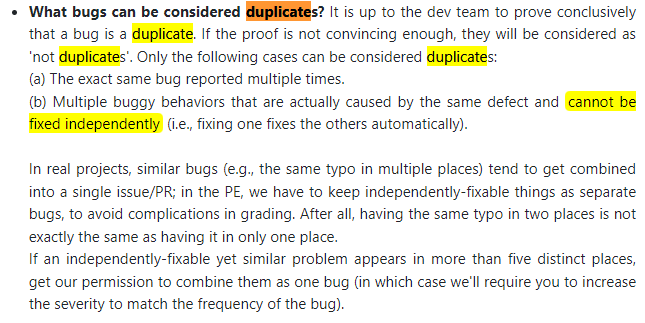 • What bugs can be considered duplicates? It is up to the dev team to prove conclusively
that a bug is a duplicate. If the proof is not convincing enough, they will be considered as
'not duplicates'. Only the following cases can be considered duplicates:
(a) The exact same bug reported multiple times.
(b) Multiple buggy behaviors that are actually caused by the same defect and cannot be
fixed independently (i.e., fixing one fixes the others automatically).
In real projects, similar bugs (e.g., the same typo in multiple places) tend to get combined
into a single issue/PR; in the PE, we have to keep independently-fixable things as separate
bugs, to avoid complications in grading. After all, having the same typo in two places is not
exactly the same as having it in only one place.
If an independently-fixable yet similar problem appears in more than five distinct places,
get our permission to combine them as one bug (in which case we'll require you to increase
the severity to match the frequency of the bug).